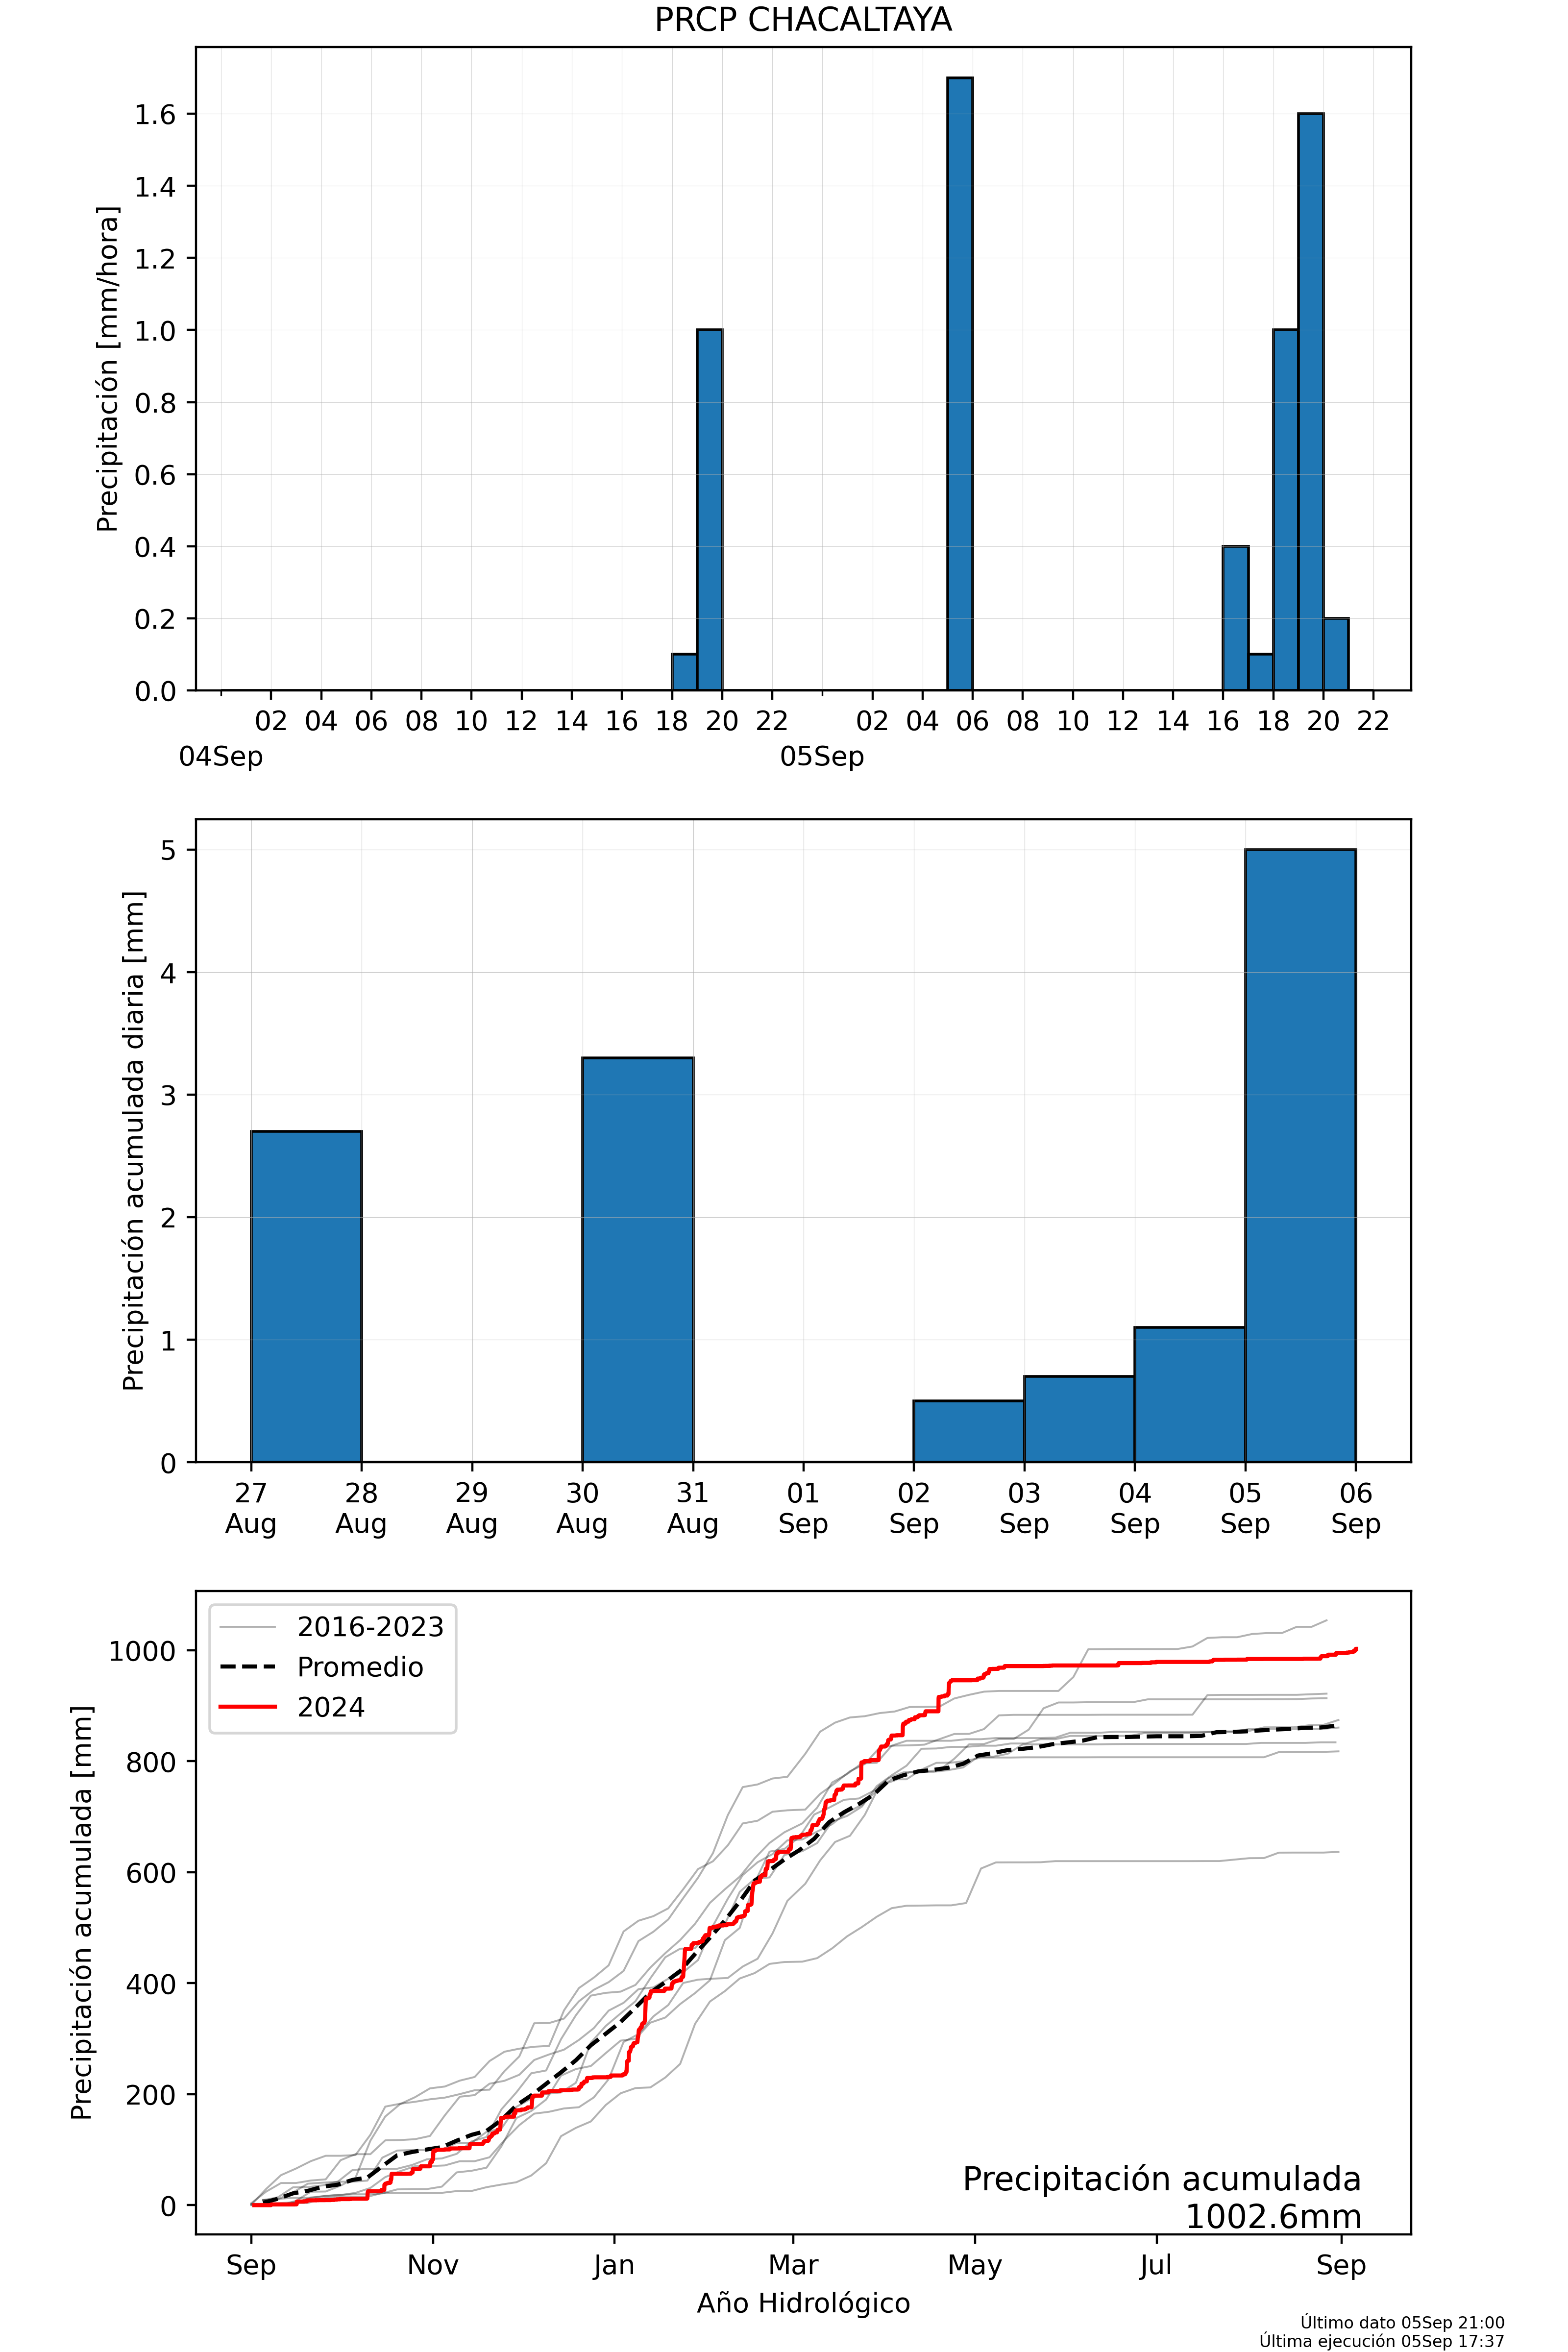 PRCP CHACALTAYA
Precipitación [mm/hora]
1.6
1.4
1.2
1.0
0.8
0.6
0.4
0.2
0.0
02 04 06 08 10 12 14 16 18 20 22 02 04 06 08 10 12 14 16 18 20 22
04Sep 05Sep
Precipitación acumulada diaria [mm]
5
4
3
2
1
0
27 28 29 30 31 01 02 03 04 05 06
Aug Aug Aug Aug Aug Sep Sep Sep Sep Sep Sep
Precipitación acumulada [mm]
1000
800
600
400
200
0
2016-2023
Promedio
2024
Precipitación acumulada
1002.6mm
Sep Nov Jan Mar May Jul Sep
Año Hidrológico
Último dato 05Sep 21:00
Última ejecución 05Sep 17:37